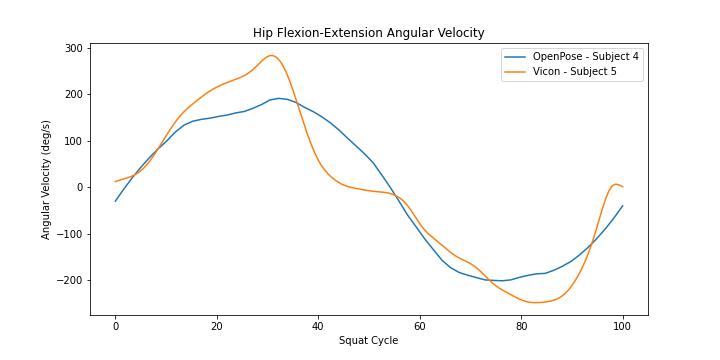 Hip Flexion-Extension Angular Velocity
OpenPose - Subject 4
Vicon - Subject 5
Angular Velocity (deg/s)
300
200
100
0
−100
−200
0 20 40 60 80 100
Squat Cycle